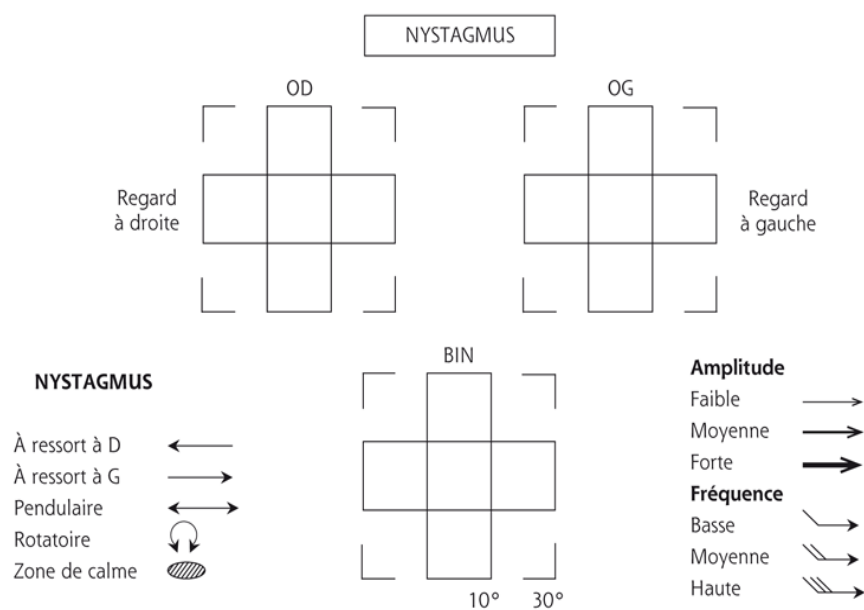 NYSTAGMUS
OD
OG
Regard
à droite
Regard
à gauche
BIN
10° 30°
NYSTAGMUS
À ressort à D
À ressort à G
Pendulaire
Rotatoire
Zone de calme
Amplitude
Faible
Moyenne
Forte
Fréquence
Basse
Moyenne
Haute